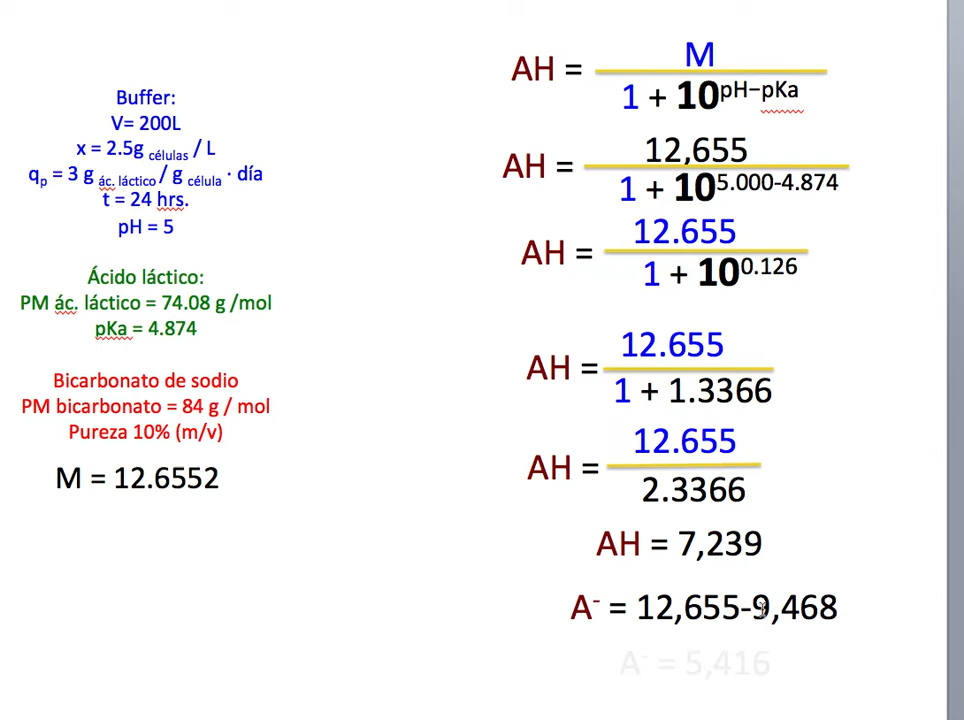 Buffer:
V= 200L
x = 2.5g células / L
qp = 3 g ác. láctico / g célula · día
t = 24 hrs.
pH = 5
Ácido láctico:
PM ác. láctico = 74.08 g /mol
pKa = 4.874
Bicarbonato de sodio
PM bicarbonato = 84 g / mol
Pureza 10% (m/v)
M = 12.6552
AH = M
1 + 10pH−pKa
AH = 12,655
1 + 105.000-4.874
AH = 12.655
1 + 100.126
AH = 12.655
1 + 1.3366
AH = 12.655
2.3366
AH = 7,239
A- = 12,655-9,468
A- = 5,416